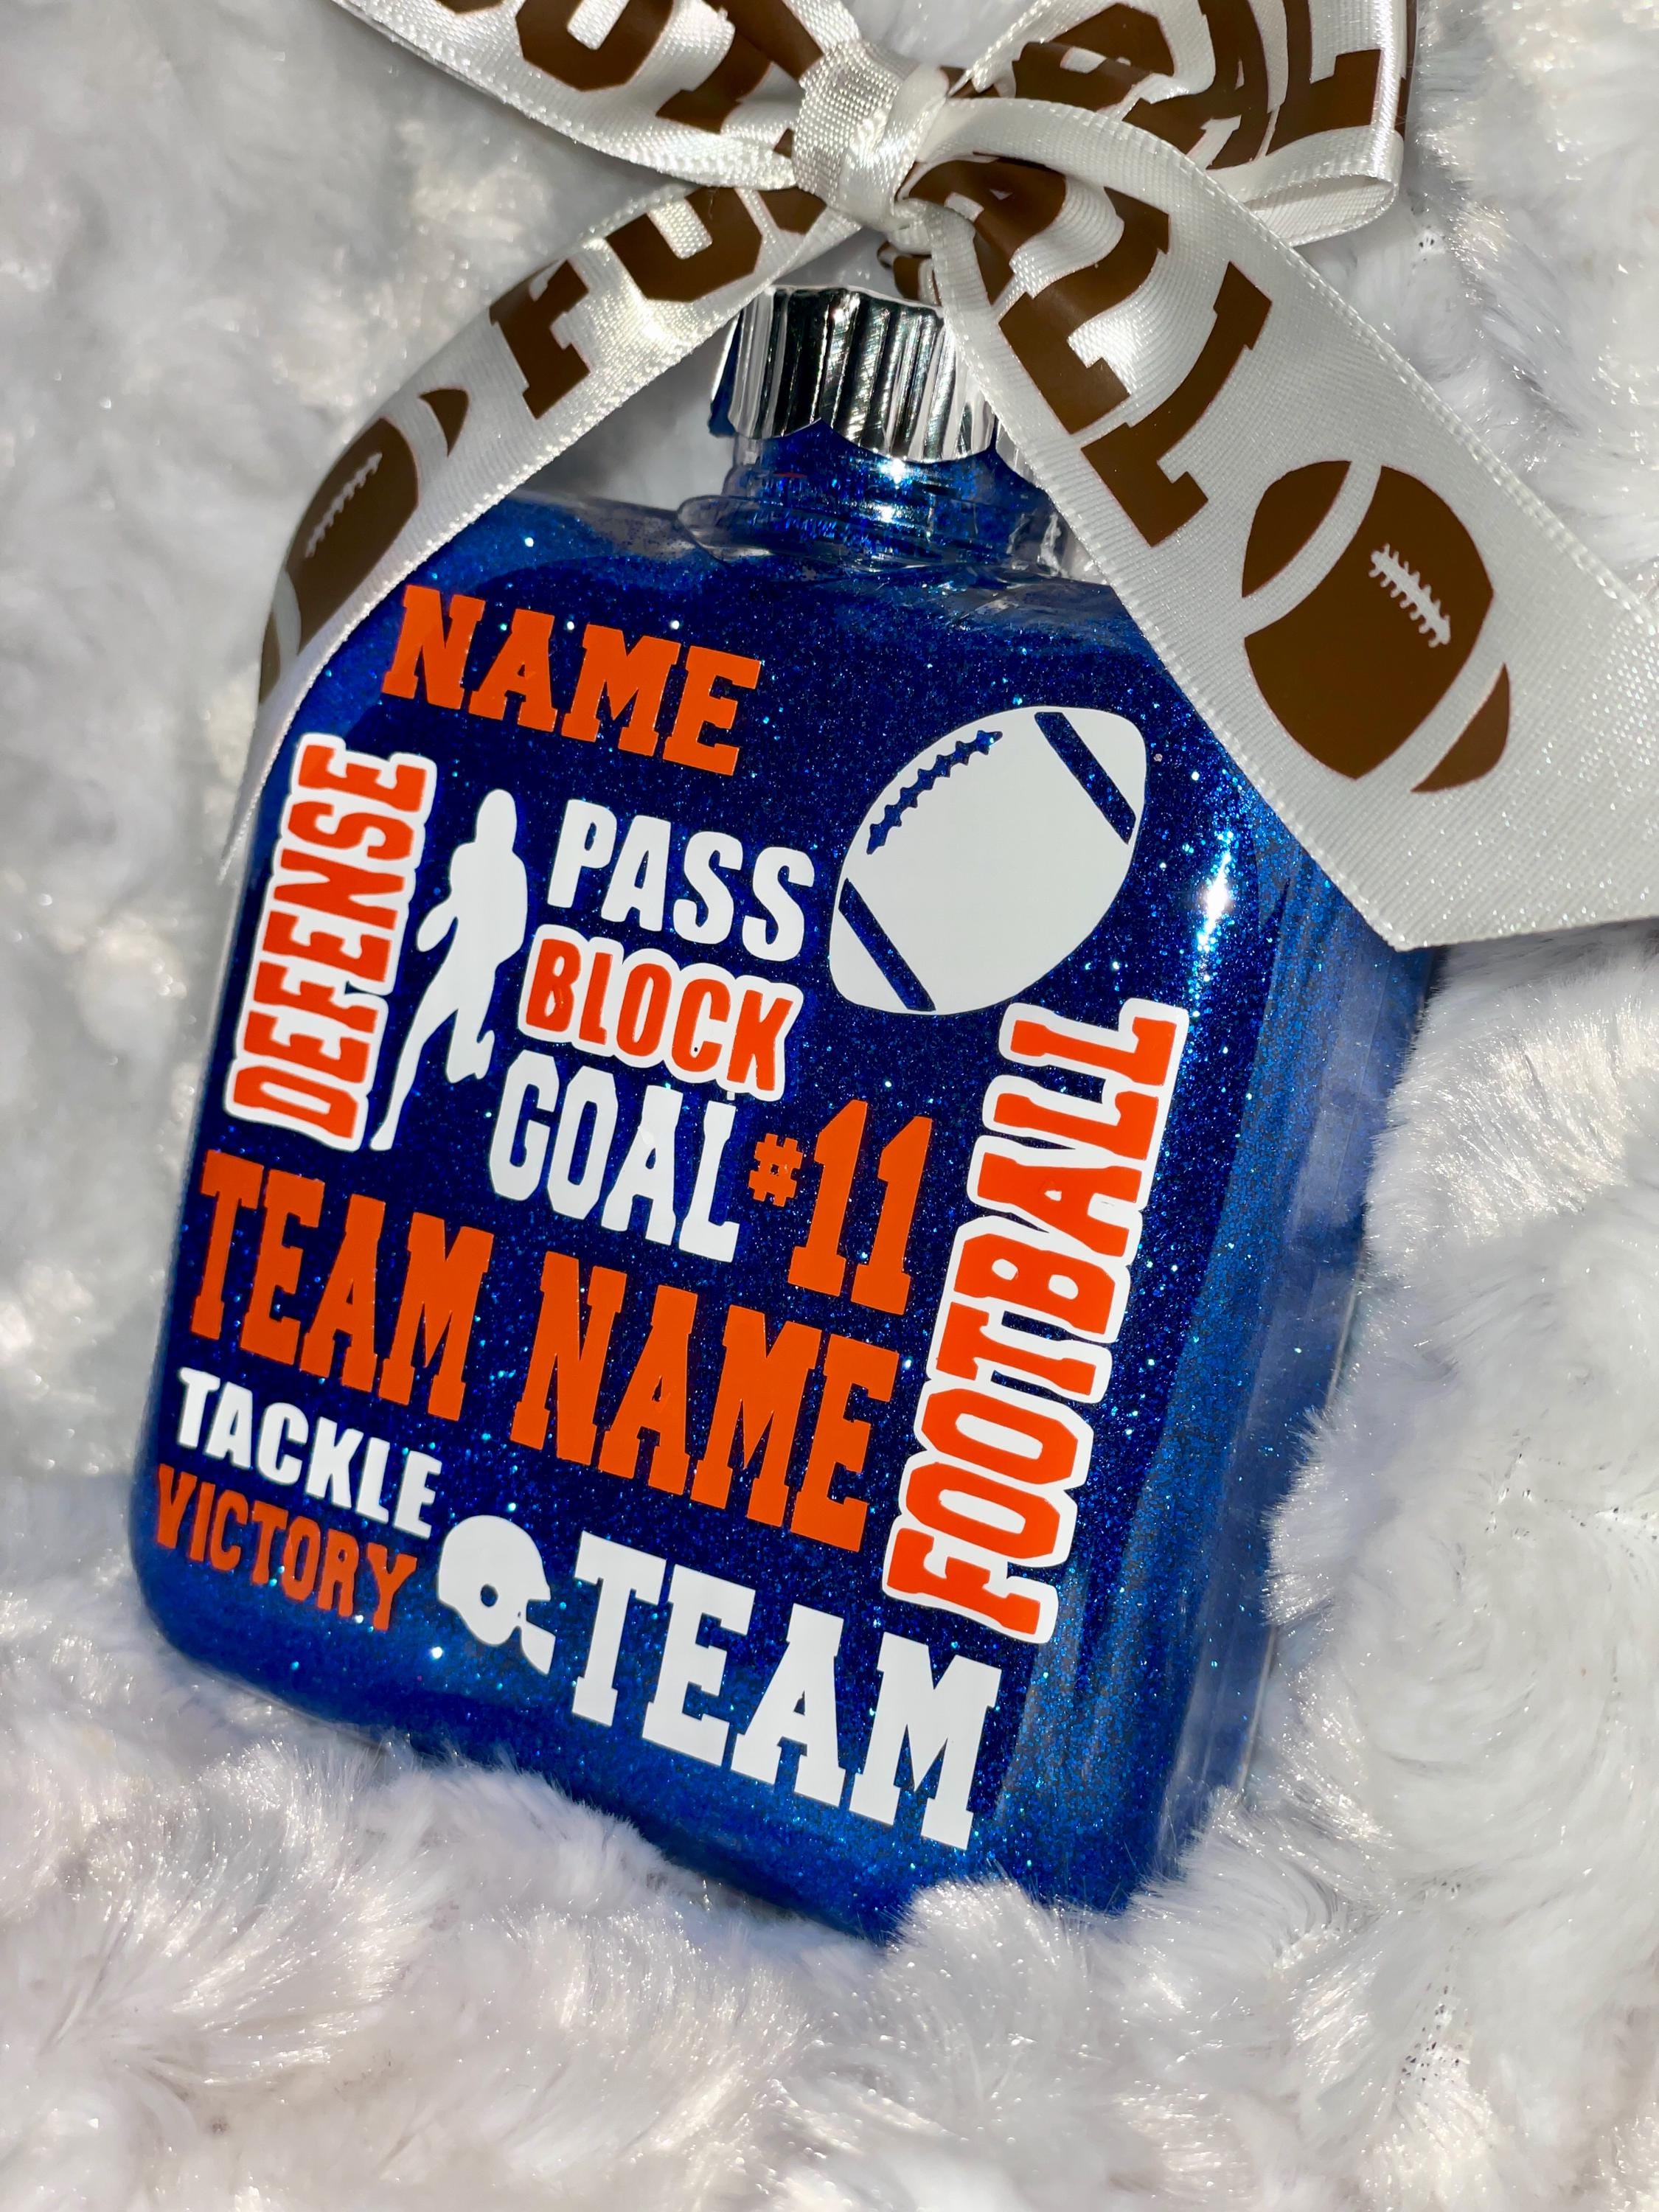 FOOTBALL
NAME
DEFENSE
PASS
BLOCK
GOAL
#11
FOOTBALL
TEAM NAME
TACKLE
VICTORY
TEAM